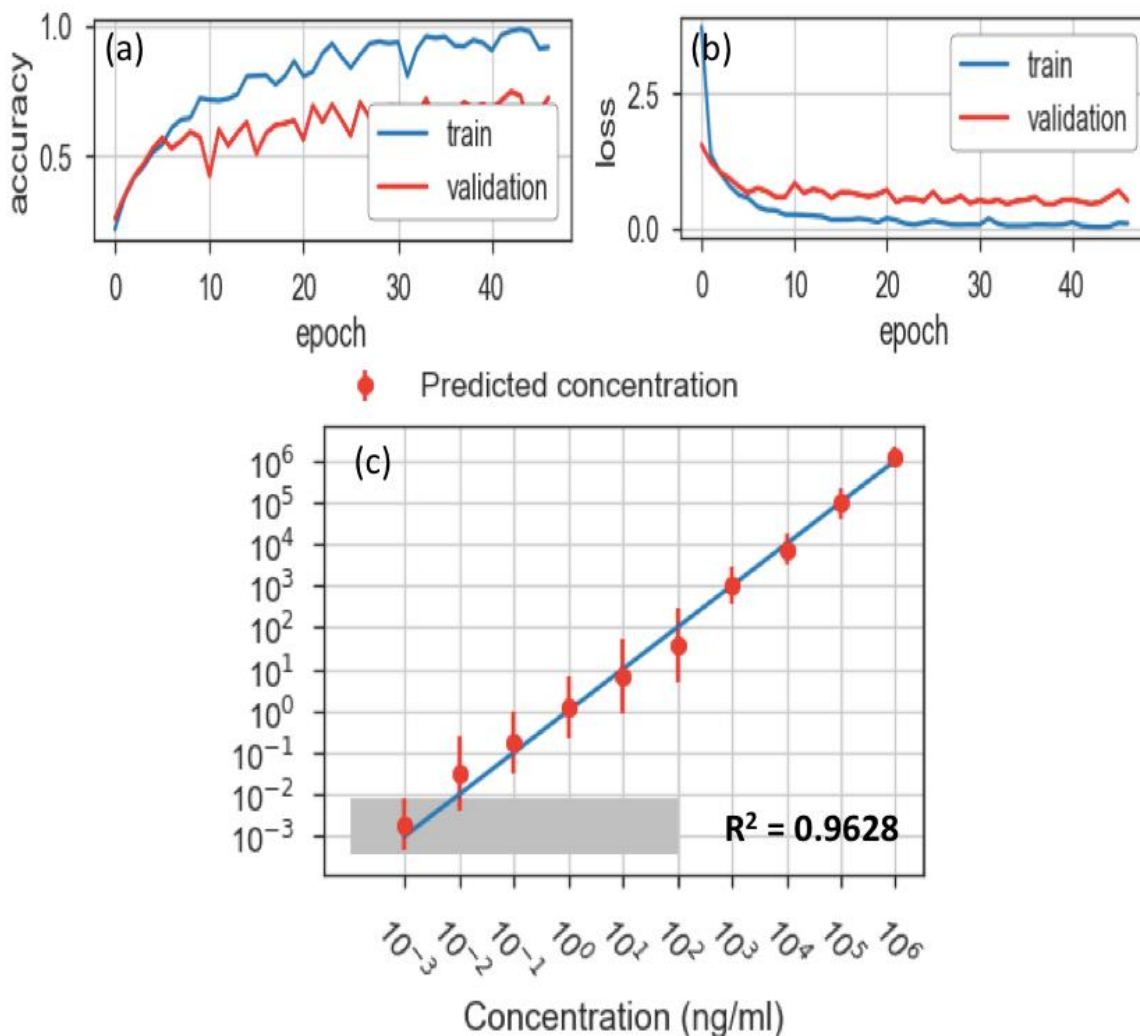 (a)
accuracy
1.0
0.5
train
validation
0
10
20
30
40
epoch
(b)
loss
2.5
0.0
train
validation
0
10
20
30
40
epoch
Predicted concentration
(c)
10⁶
10⁵
10⁴
10³
10²
10¹
10⁰
10⁻¹
10⁻²
10⁻³
R² = 0.9628
10⁻³
10⁻²
10⁻¹
10⁰
10¹
10²
10³
10⁴
10⁵
10⁶
Concentration (ng/ml)